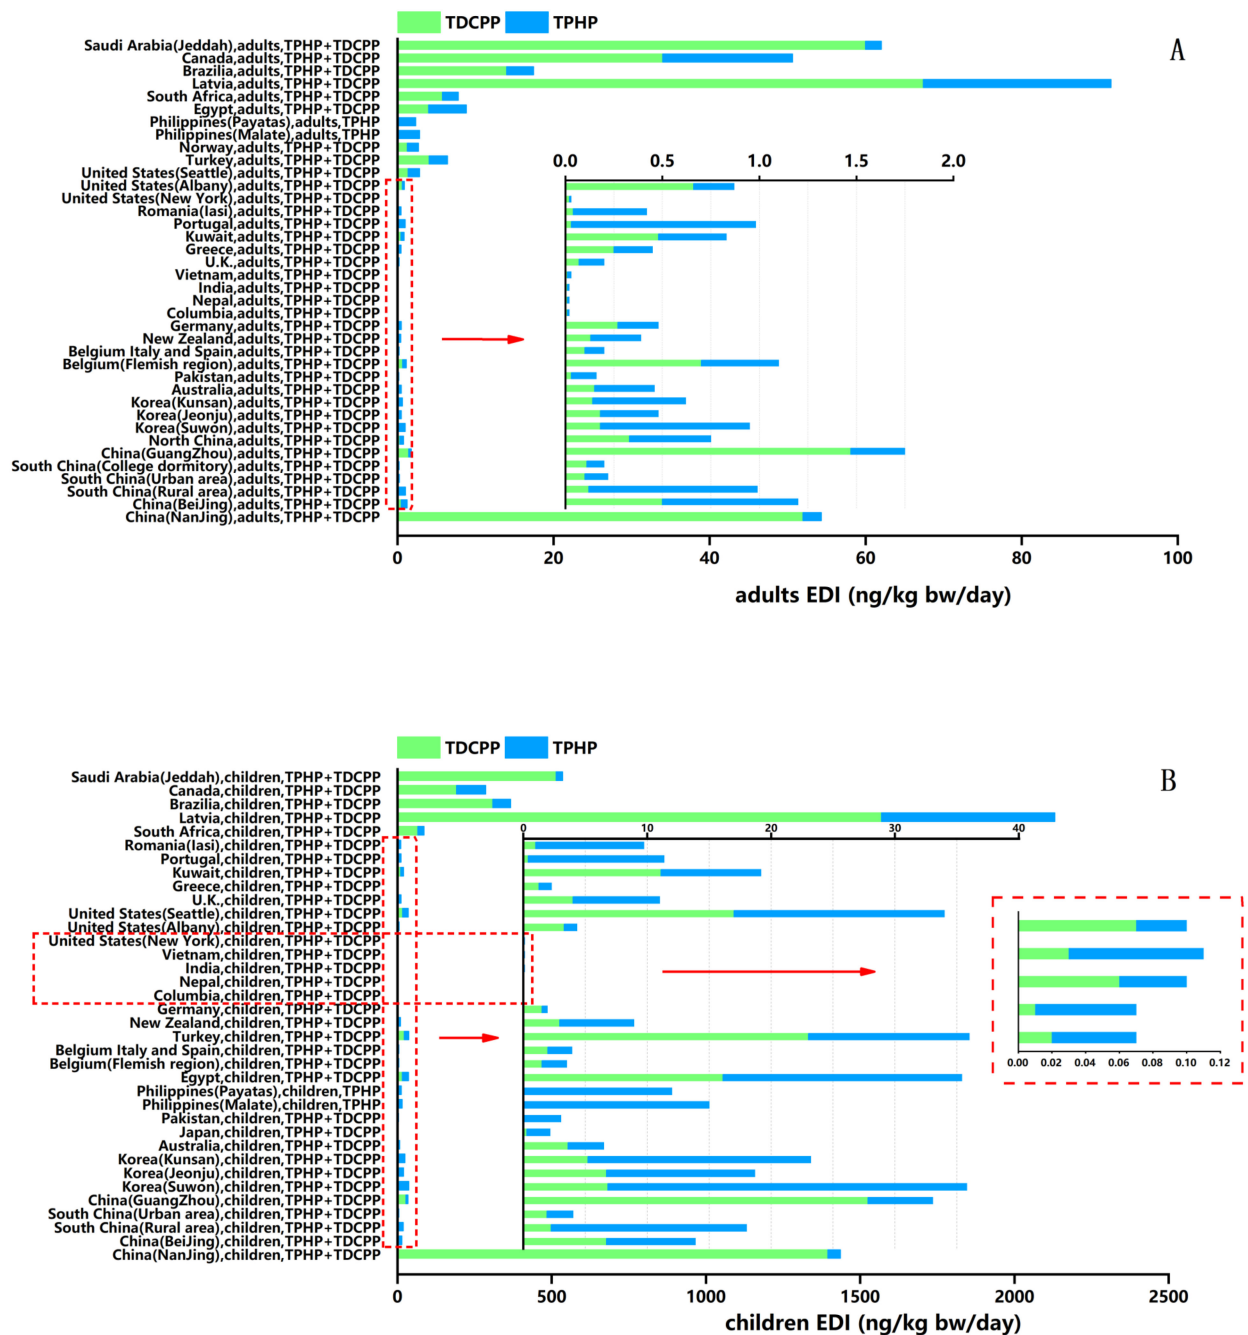 TDCPP TPHP
A
Saudi Arabia(Jeddah),adults,TPHP+TDCPP
Canada,adults,TPHP+TDCPP
Brazilia,adults,TPHP+TDCPP
Latvia,adults,TPHP+TDCPP
South Africa,adults,TPHP+TDCPP
Egypt,adults,TPHP+TDCPP
Philippines(Payatas),adults,TPHP
Philippines(Malate),adults,TPHP
Norway,adults,TPHP+TDCPP
Turkey,adults,TPHP+TDCPP
United States(Seattle),adults,TPHP+TDCPP
0.0 0.5 1.0 1.5 2.0
United States(Albany),adults,TPHP+TDCPP
United States(New York),adults,TPHP+TDCPP
Romania(Iasi),adults,TPHP+TDCPP
Portugal,adults,TPHP+TDCPP
Kuwait,adults,TPHP+TDCPP
Greece,adults,TPHP+TDCPP
U.K.,adults,TPHP+TDCPP
Vietnam,adults,TPHP+TDCPP
India,adults,TPHP+TDCPP
Nepal,adults,TPHP+TDCPP
Columbia,adults,TPHP+TDCPP
Germany,adults,TPHP+TDCPP
New Zealand,adults,TPHP+TDCPP
Belgium Italy and Spain,adults,TPHP+TDCPP
Belgium(Flemish region),adults,TPHP+TDCPP
Pakistan,adults,TPHP+TDCPP
Australia,adults,TPHP+TDCPP
Korea(Kunsan),adults,TPHP+TDCPP
Korea(Jeonju),adults,TPHP+TDCPP
Korea(Suwon),adults,TPHP+TDCPP
North China,adults,TPHP+TDCPP
China(GuangZhou),adults,TPHP+TDCPP
South China(College dormitory),adults,TPHP+TDCPP
South China(Urban area),adults,TPHP+TDCPP
South China(Rural area),adults,TPHP+TDCPP
China(BeiJing),adults,TPHP+TDCPP
China(NanJing),adults,TPHP+TDCPP
0 20 40 60 80 100
adults EDI (ng/kg bw/day)
TDCPP TPHP
B
Saudi Arabia(Jeddah),children,TPHP+TDCPP
Canada,children,TPHP+TDCPP
Brazilia,children,TPHP+TDCPP
Latvia,children,TPHP+TDCPP
South Africa,children,TPHP+TDCPP
0 10 20 30 40
Romania(Iasi),children,TPHP+TDCPP
Portugal,children,TPHP+TDCPP
Kuwait,children,TPHP+TDCPP
Greece,children,TPHP+TDCPP
U.K.,children,TPHP+TDCPP
United States(Seattle),children,TPHP+TDCPP
United States(Albany),children,TPHP+TDCPP
United States(New York),children,TPHP+TDCPP
Vietnam,children,TPHP+TDCPP
India,children,TPHP+TDCPP
Nepal,children,TPHP+TDCPP
Columbia,children,TPHP+TDCPP
Germany,children,TPHP+TDCPP
New Zealand,children,TPHP+TDCPP
Turkey,children,TPHP+TDCPP
Belgium Italy and Spain,children,TPHP+TDCPP
Belgium(Flemish region),children,TPHP+TDCPP
Egypt,children,TPHP+TDCPP
Philippines(Payatas),children,TPHP
Philippines(Malate),children,TPHP
Pakistan,children,TPHP+TDCPP
Japan,children,TPHP+TDCPP
Australia,children,TPHP+TDCPP
Korea(Kunsan),children,TPHP+TDCPP
Korea(Jeonju),children,TPHP+TDCPP
Korea(Suwon),children,TPHP+TDCPP
China(GuangZhou),children,TPHP+TDCPP
South China(Urban area),children,TPHP+TDCPP
South China(Rural area),children,TPHP+TDCPP
China(BeiJing),children,TPHP+TDCPP
China(NanJing),children,TPHP+TDCPP
0.00 0.02 0.04 0.06 0.08 0.10 0.12
0 500 1000 1500 2000 2500
children EDI (ng/kg bw/day)